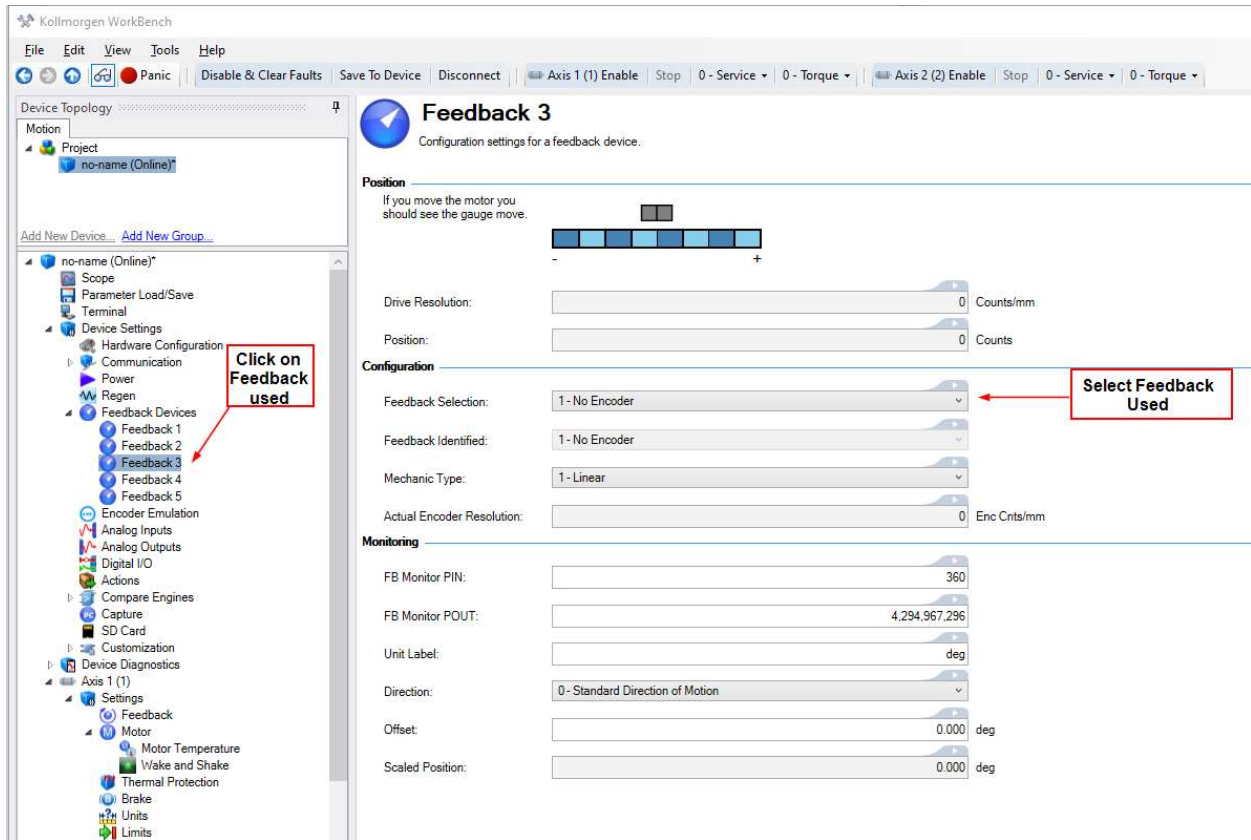 Kollmorgen WorkBench
File Edit View Tools Help
Panic Disable & Clear Faults Save To Device Disconnect Axis 1 (1) Enable Stop 0 - Service 0 - Torque Axis 2 (2) Enable Stop 0 - Service 0 - Torque
Device Topology
Motion
Project
no-name (Online)*
Add New Device... Add New Group...
no-name (Online)*
Scope
Parameter Load/Save
Terminal
Device Settings
Hardware Configuration
Communication
Power
Regen
Feedback Devices
Feedback 1
Feedback 2
Feedback 3
Feedback 4
Feedback 5
Encoder Emulation
Analog Inputs
Analog Outputs
Digital I/O
Actions
Compare Engines
Capture
SD Card
Customization
Device Diagnostics
Axis 1 (1)
Settings
Feedback
Motor
Motor Temperature
Wake and Shake
Thermal Protection
Brake
Units
Limits
Click on
Feedback
used
Feedback 3
Configuration settings for a feedback device.
Position
If you move the motor you
should see the gauge move.
- +
Drive Resolution: 0 Counts/mm
Position: 0 Counts
Configuration
Feedback Selection: 1 - No Encoder
Select Feedback
Used
Feedback Identified: 1 - No Encoder
Mechanic Type: 1 - Linear
Actual Encoder Resolution: 0 Enc Cnts/mm
Monitoring
FB Monitor PIN: 360
FB Monitor POUT: 4,294,967,296
Unit Label: deg
Direction: 0 - Standard Direction of Motion
Offset: 0.000 deg
Scaled Position: 0.000 deg